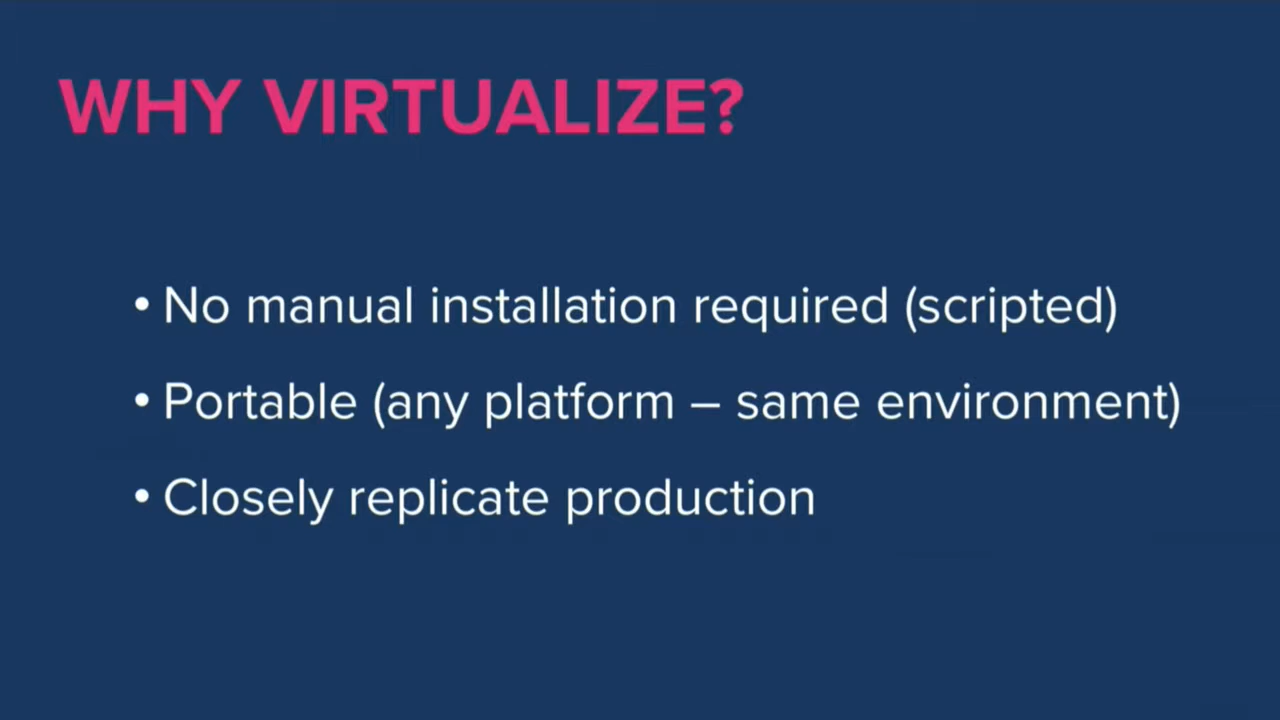 WHY VIRTUALIZE?
• No manual installation required (scripted)
• Portable (any platform – same environment)
• Closely replicate production